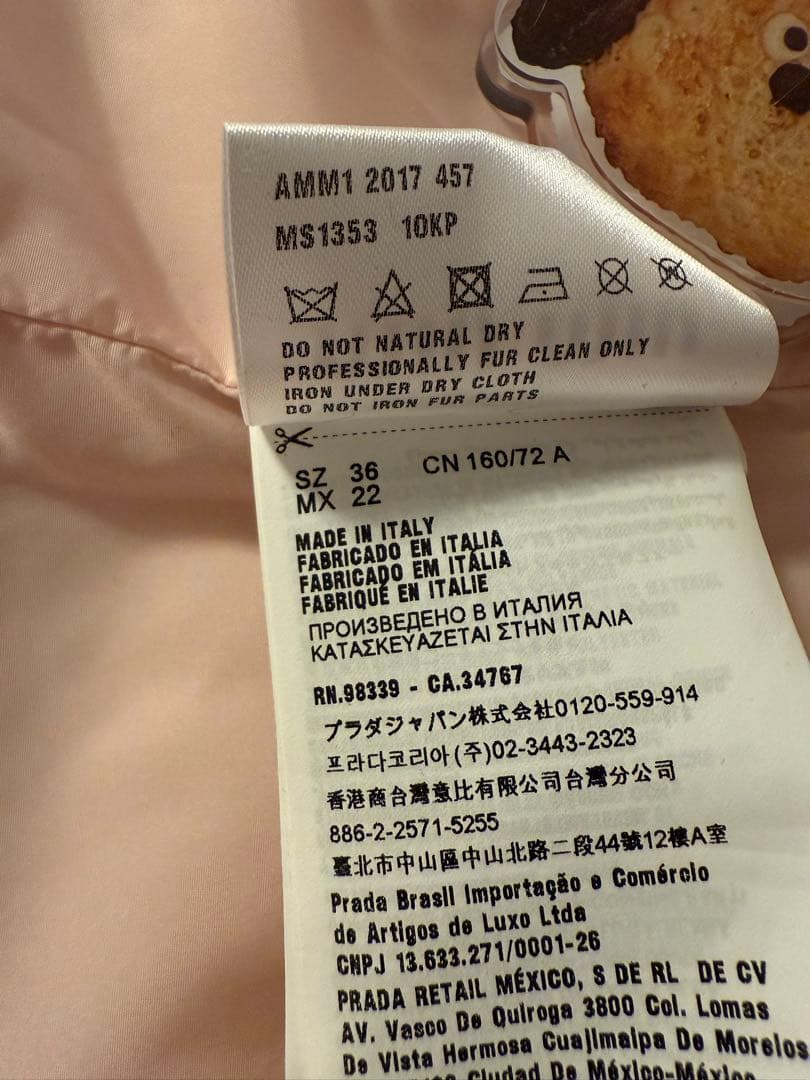 AMM1 2017 457
MS1353 10KP
DO NOT NATURAL DRY
PROFESSIONALLY FUR CLEAN ONLY
IRON UNDER DRY CLOTH
DO NOT IRON FUR PARTS
SZ 36 CN 160/72 A
MX 22
MADE IN ITALY
FABRICADO EN ITALIA
FABRICADO EM ITÁLIA
FABRIQUÉ EN ITALIE
ПРОИЗВЕДЕНО В ИТАЛИЯ
ΚΑΤΑΣΚΕΥΑΖΕΤΑΙ ΣΤΗΝ ΙΤΑΛΙΑ
RN.98339 - CA.34767
プラダジャパン株式会社0120-559-914
프라다코리아(주)02-3443-2323
香港商台灣意比有限公司台灣分公司
886-2-2571-5255
臺北市中山區中山北路二段44號12樓A室
Prada Brasil Importação e Comércio
de Artigos de Luxo Ltda
CNPJ 13.633.271/0001-26
PRADA RETAIL MÉXICO, S DE RL DE CV
AV. Vasco De Quiroga 3800 Col. Lomas
De Vista Hermosa Cuajimalpa De Morelos
Ciudad De México-México